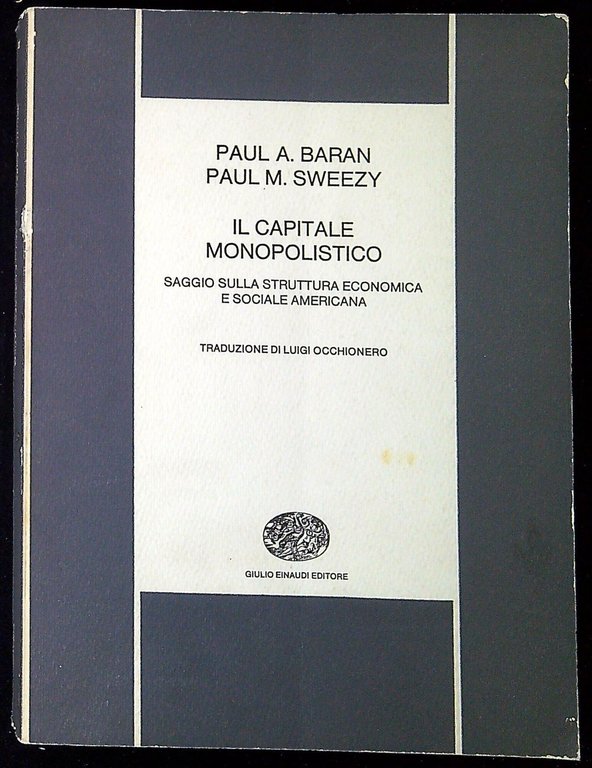 PAUL A. BARAN
PAUL M. SWEEZY
IL CAPITALE
MONOPOLISTICO
SAGGIO SULLA STRUTTURA ECONOMICA
E SOCIALE AMERICANA
TRADUZIONE DI LUIGI OCCHIONERO
GIULIO EINAUDI EDITORE